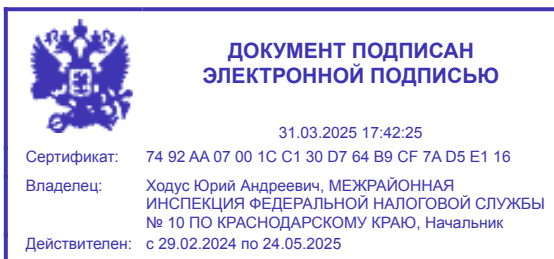 ДОКУМЕНТ ПОДПИСАН
ЭЛЕКТРОННОЙ ПОДПИСЬЮ
31.03.2025 17:42:25
Сертификат: 74 92 AA 07 00 1C C1 30 D7 64 B9 CF 7A D5 E1 16
Владелец: Ходус Юрий Андреевич, МЕЖРАЙОННАЯ
ИНСПЕКЦИЯ ФЕДЕРАЛЬНОЙ НАЛОГОВОЙ СЛУЖБЫ
№ 10 ПО КРАСНОДАРСКОМУ КРАЮ, Начальник
Действителен: с 29.02.2024 по 24.05.2025